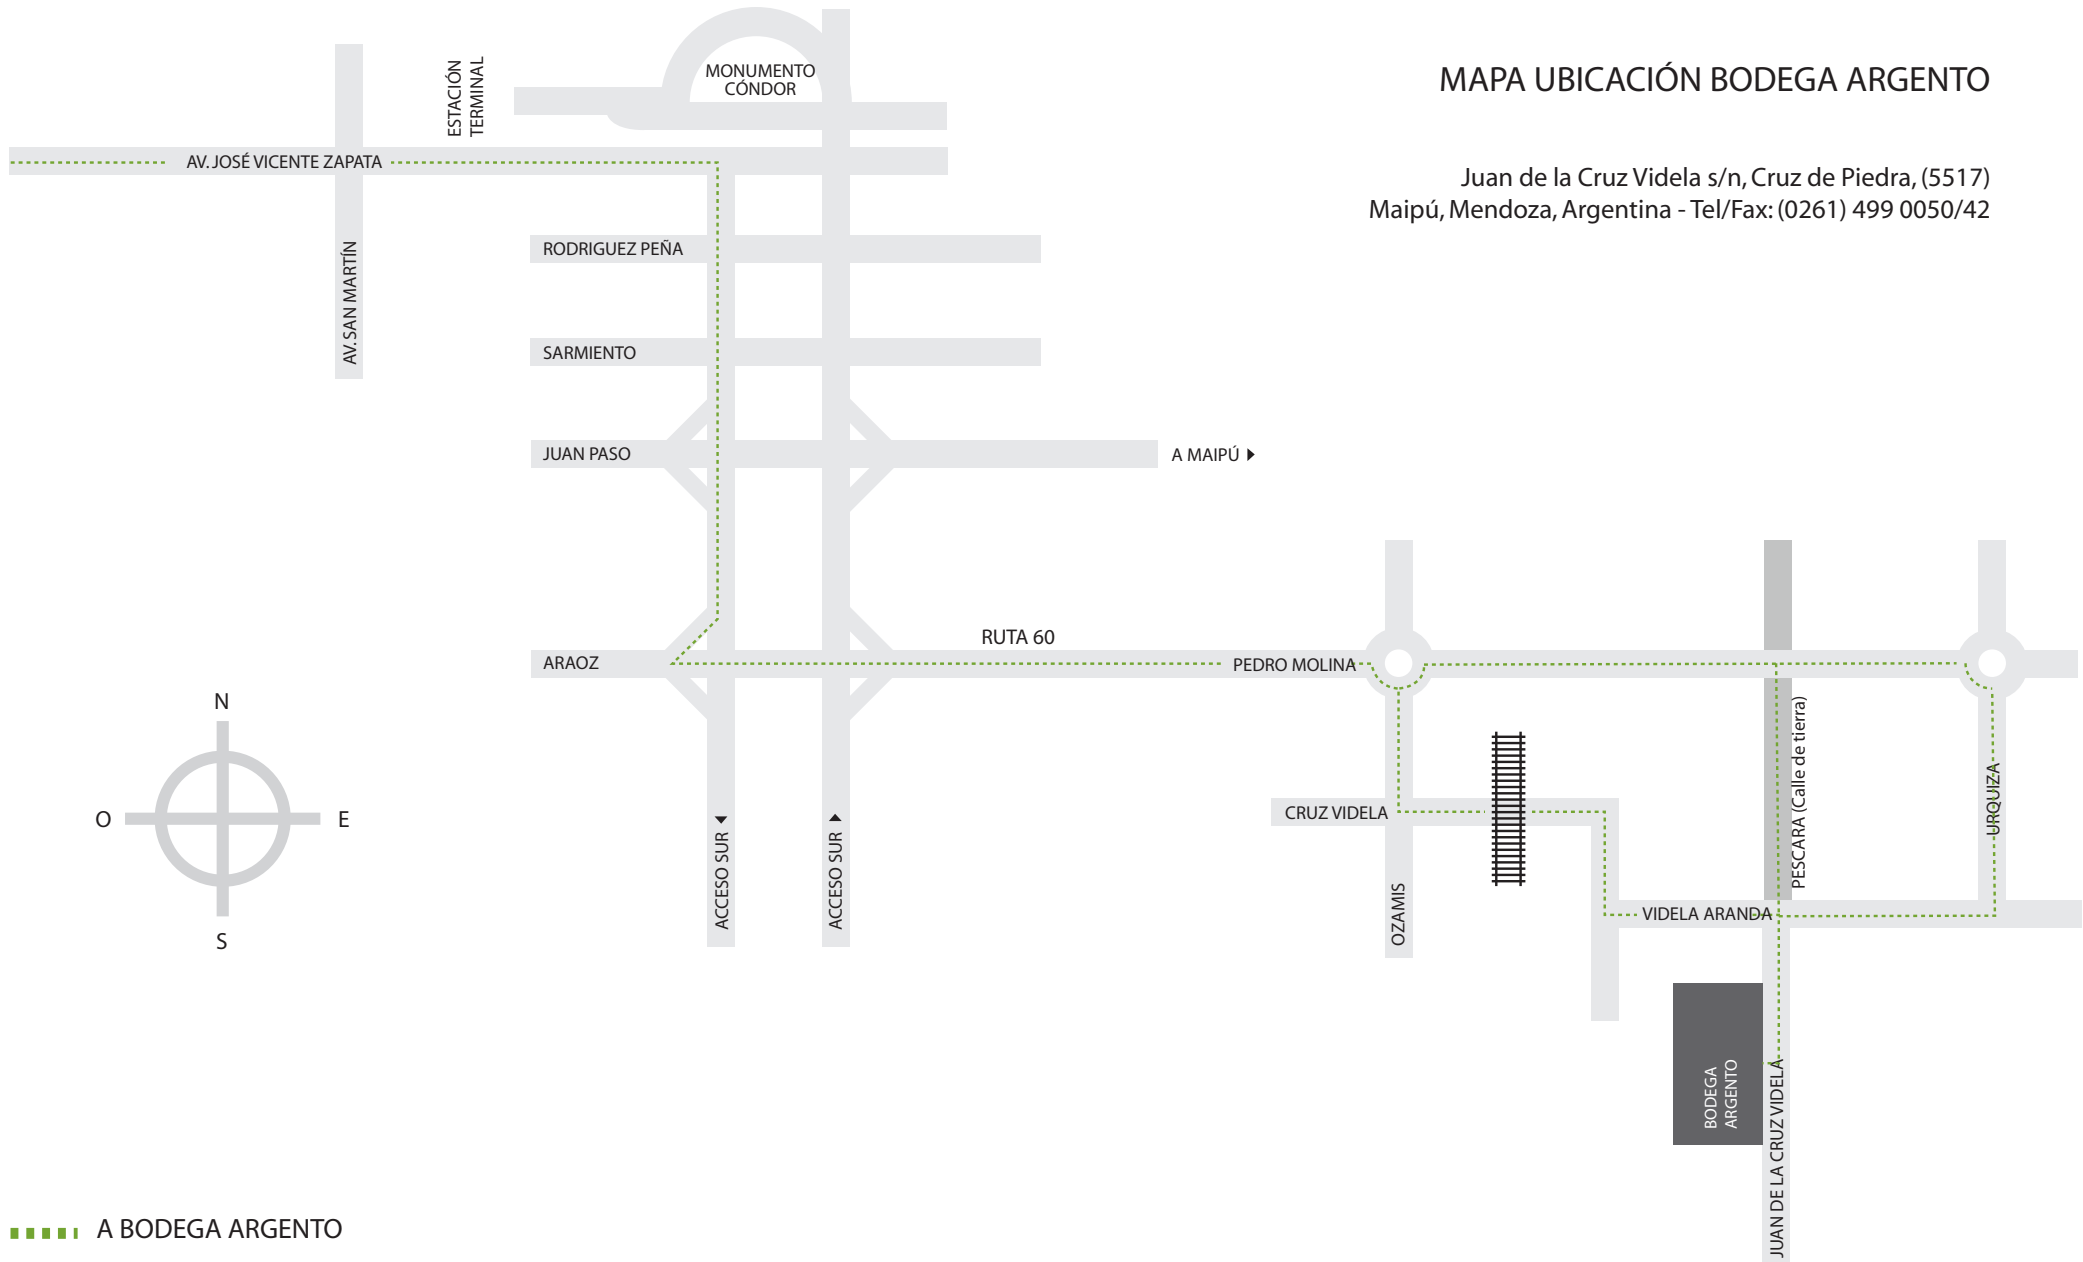 MAPA UBICACIÓN BODEGA ARGENTO
Juan de la Cruz Videla s/n, Cruz de Piedra, (5517)
Maipú, Mendoza, Argentina - Tel/Fax: (0261) 499 0050/42
ESTACIÓN
TERMINAL
MONUMENTO
CÓNDOR
AV. JOSÉ VICENTE ZAPATA
AV. SAN MARTÍN
RODRIGUEZ PEÑA
SARMIENTO
JUAN PASO
A MAIPÚ
ARAOZ
RUTA 60
PEDRO MOLINA
N
O
E
S
ACCESO SUR
ACCESO SUR
CRUZ VIDELA
OZAMIS
PESCARA (Calle de tierra)
URQUIZA
VIDELA ARANDA
BODEGA
ARGENTO
JUAN DE LA CRUZ VIDELA
A BODEGA ARGENTO